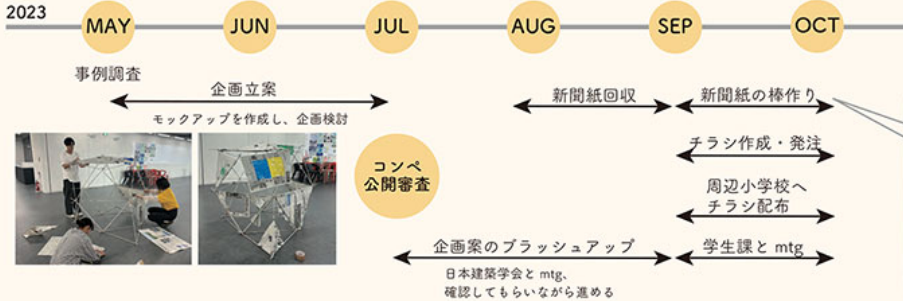 2023
MAY
JUN
JUL
AUG
SEP
OCT
事例調査
企画立案
モックアップを作成し、企画検討
コンペ
公開審査
企画案のブラッシュアップ
日本建築学会と mtg、
確認してもらいながら進める
新聞紙回収
新聞紙の棒作り
チラシ作成・発注
周辺小学校へ
チラシ配布
学生課と mtg